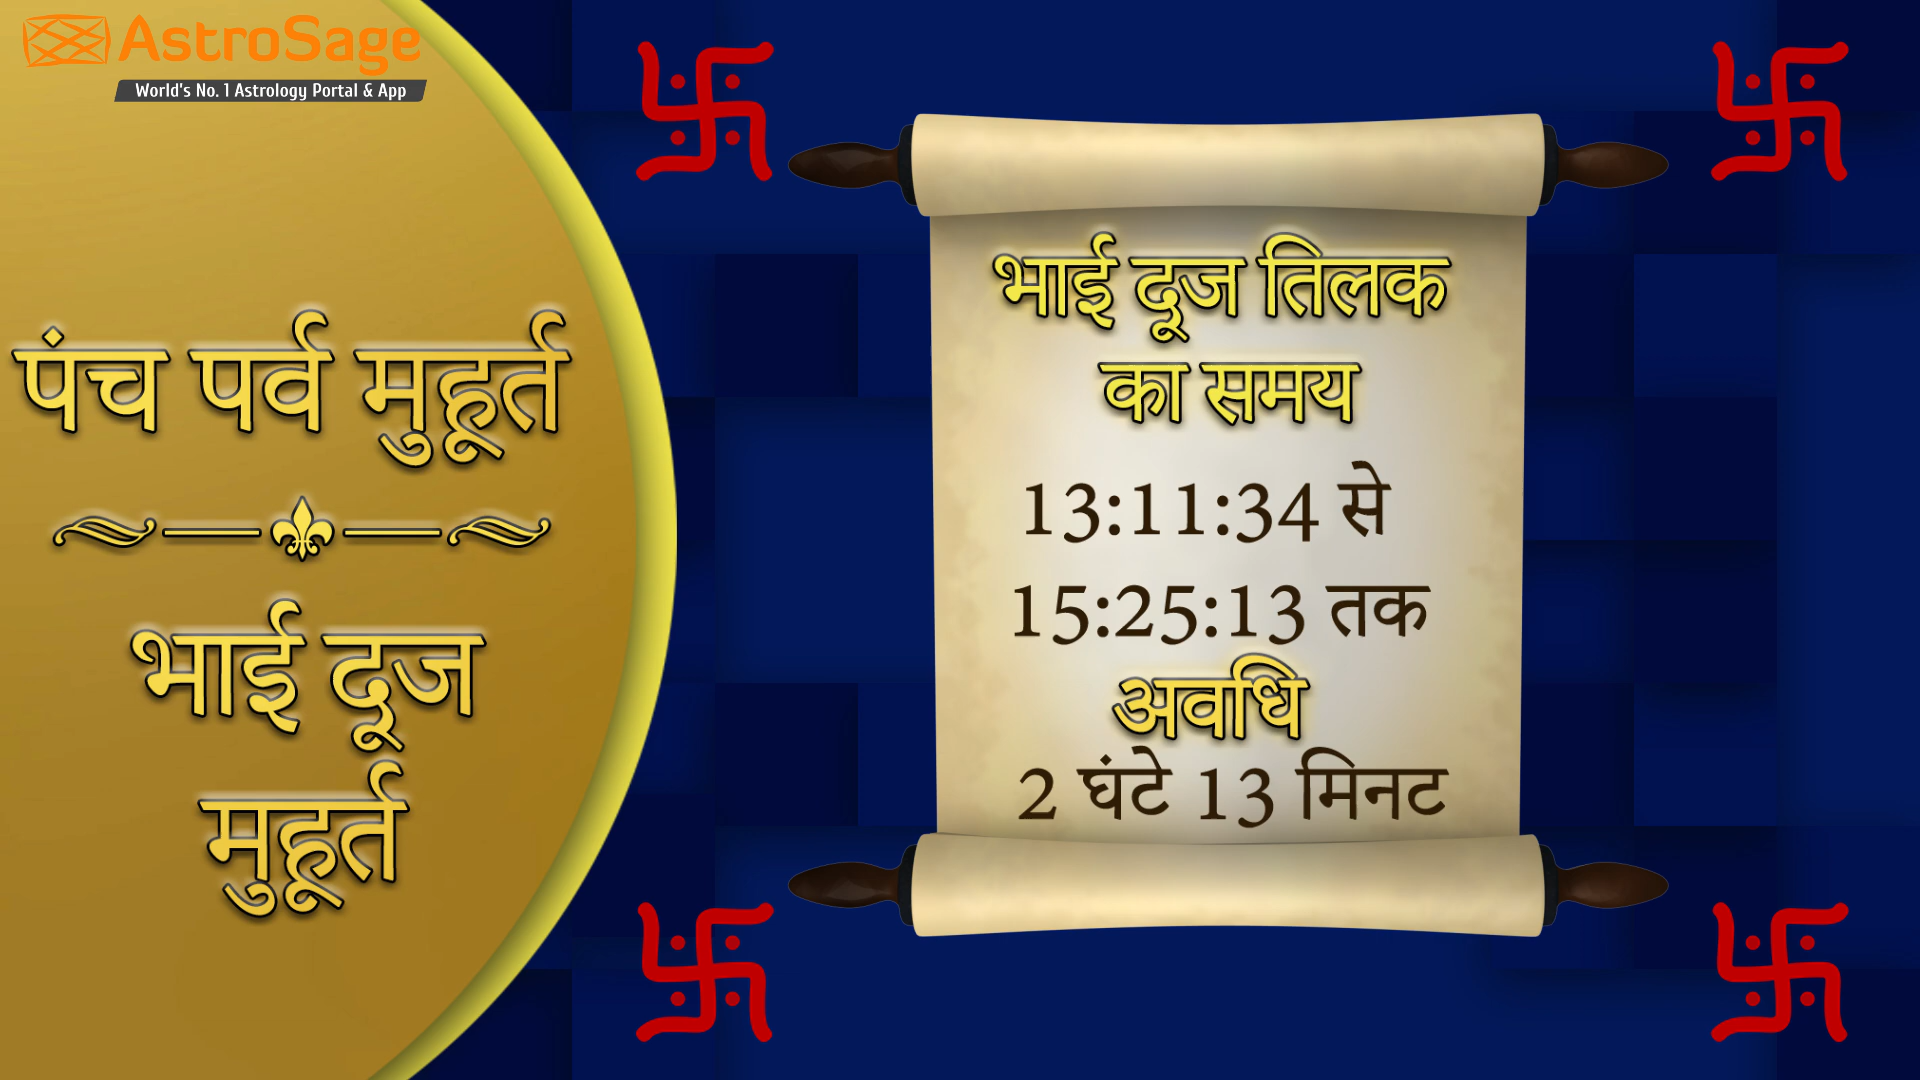 AstroSage
World's No. 1 Astrology Portal & App
पंच पर्व मुहूर्त
भाई दूज
मुहूर्त
भाई दूज तिलक
का समय
13:11:34 से
15:25:13 तक
अवधि
2 घंटे 13 मिनट